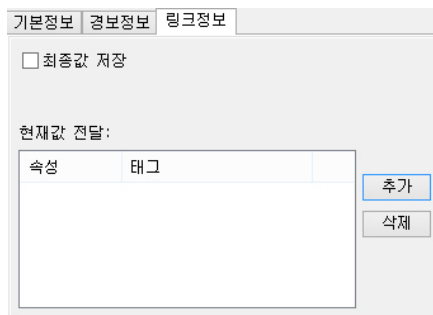 기본정보 경보정보 링크정보
최종값 저장
현재값 전달:
속성 태그
추가
삭제